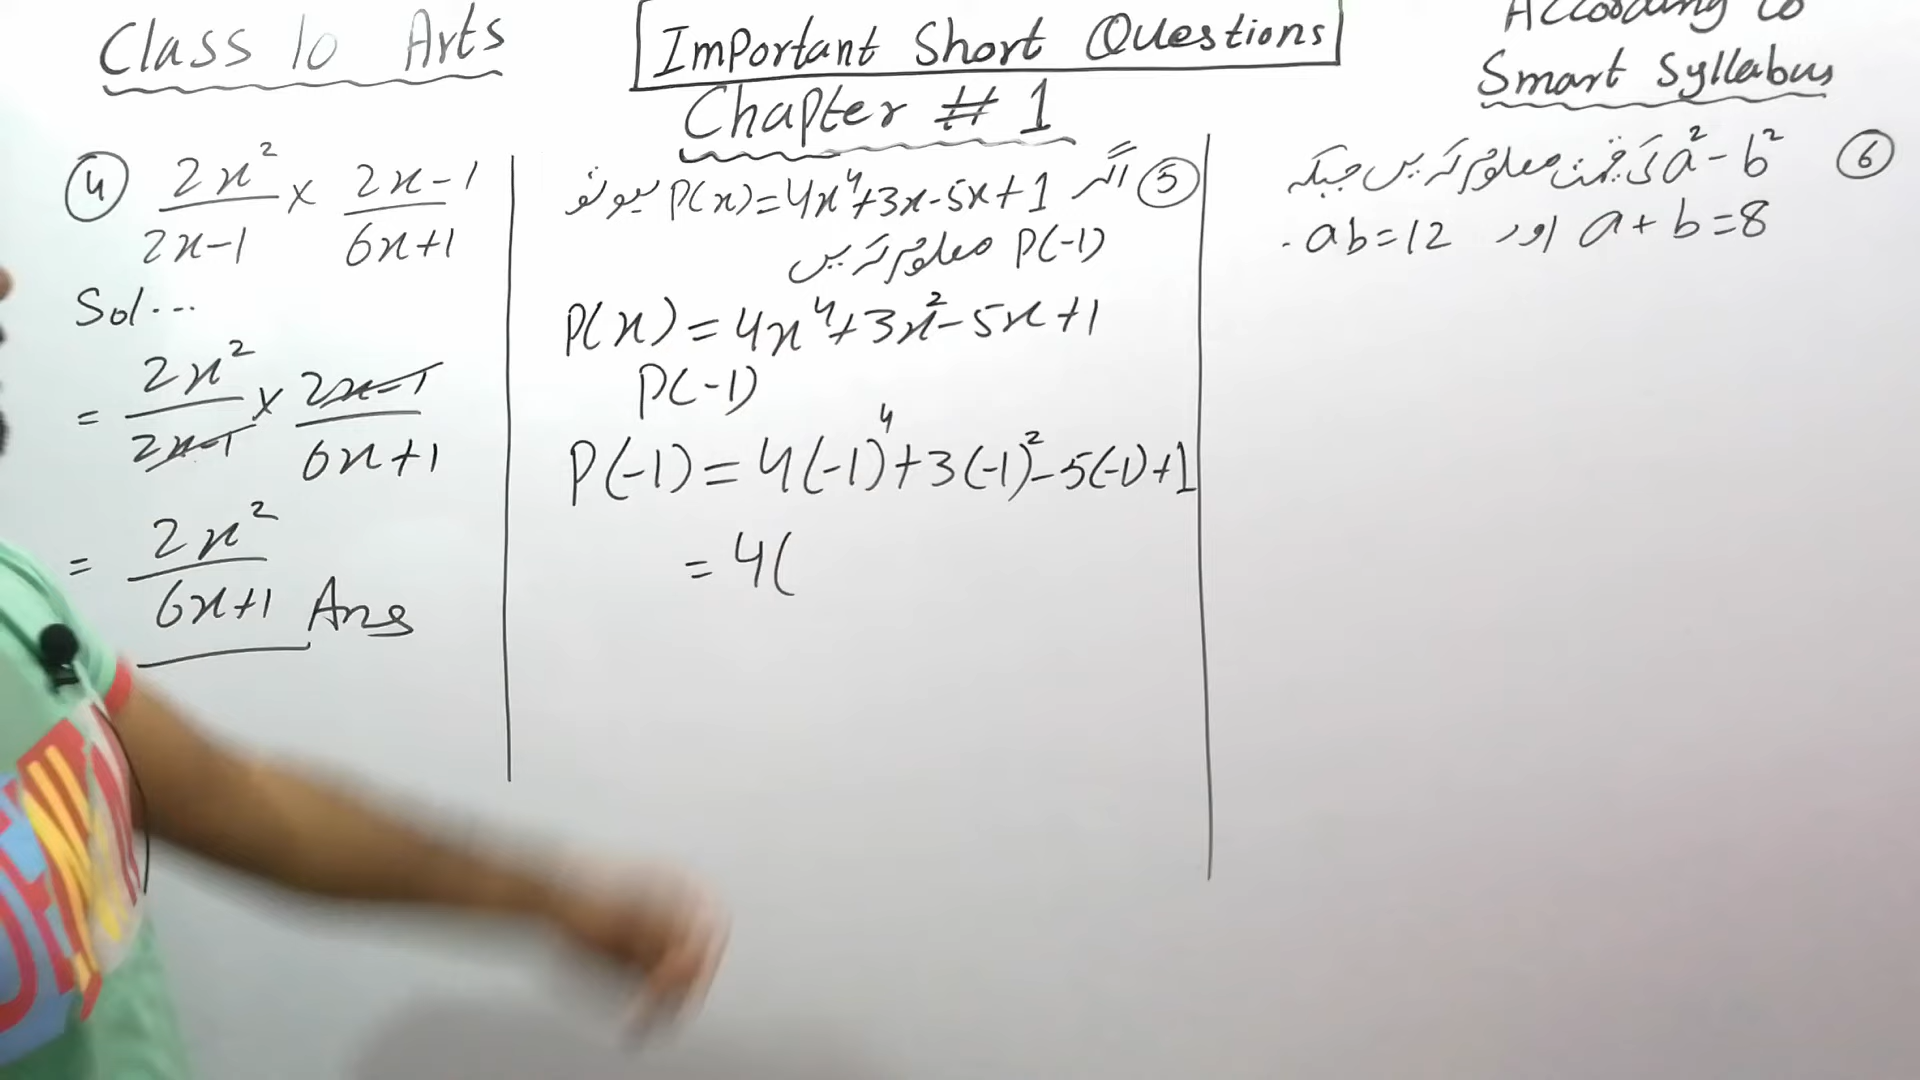 Class 10 Arts
Important Short Questions
According to
Smart Syllabus
Chapter # 1
4 2x²/2x-1 × 2x-1/6x+1
Sol...
= 2x²/2x-1 × 2x-1/6x+1
= 2x²/6x+1 Ans
5 اگر P(x)=4x⁴+3x-5x+1 ہو تو
P(-1) معلوم کریں
P(x)=4x⁴+3x²-5x+1
P(-1)
P(-1)=4(-1)⁴+3(-1)²-5(-1)+1
=4(
6 a²-b² کی قیمت معلوم کریں جبکہ
a+b=8 اور ab=12.